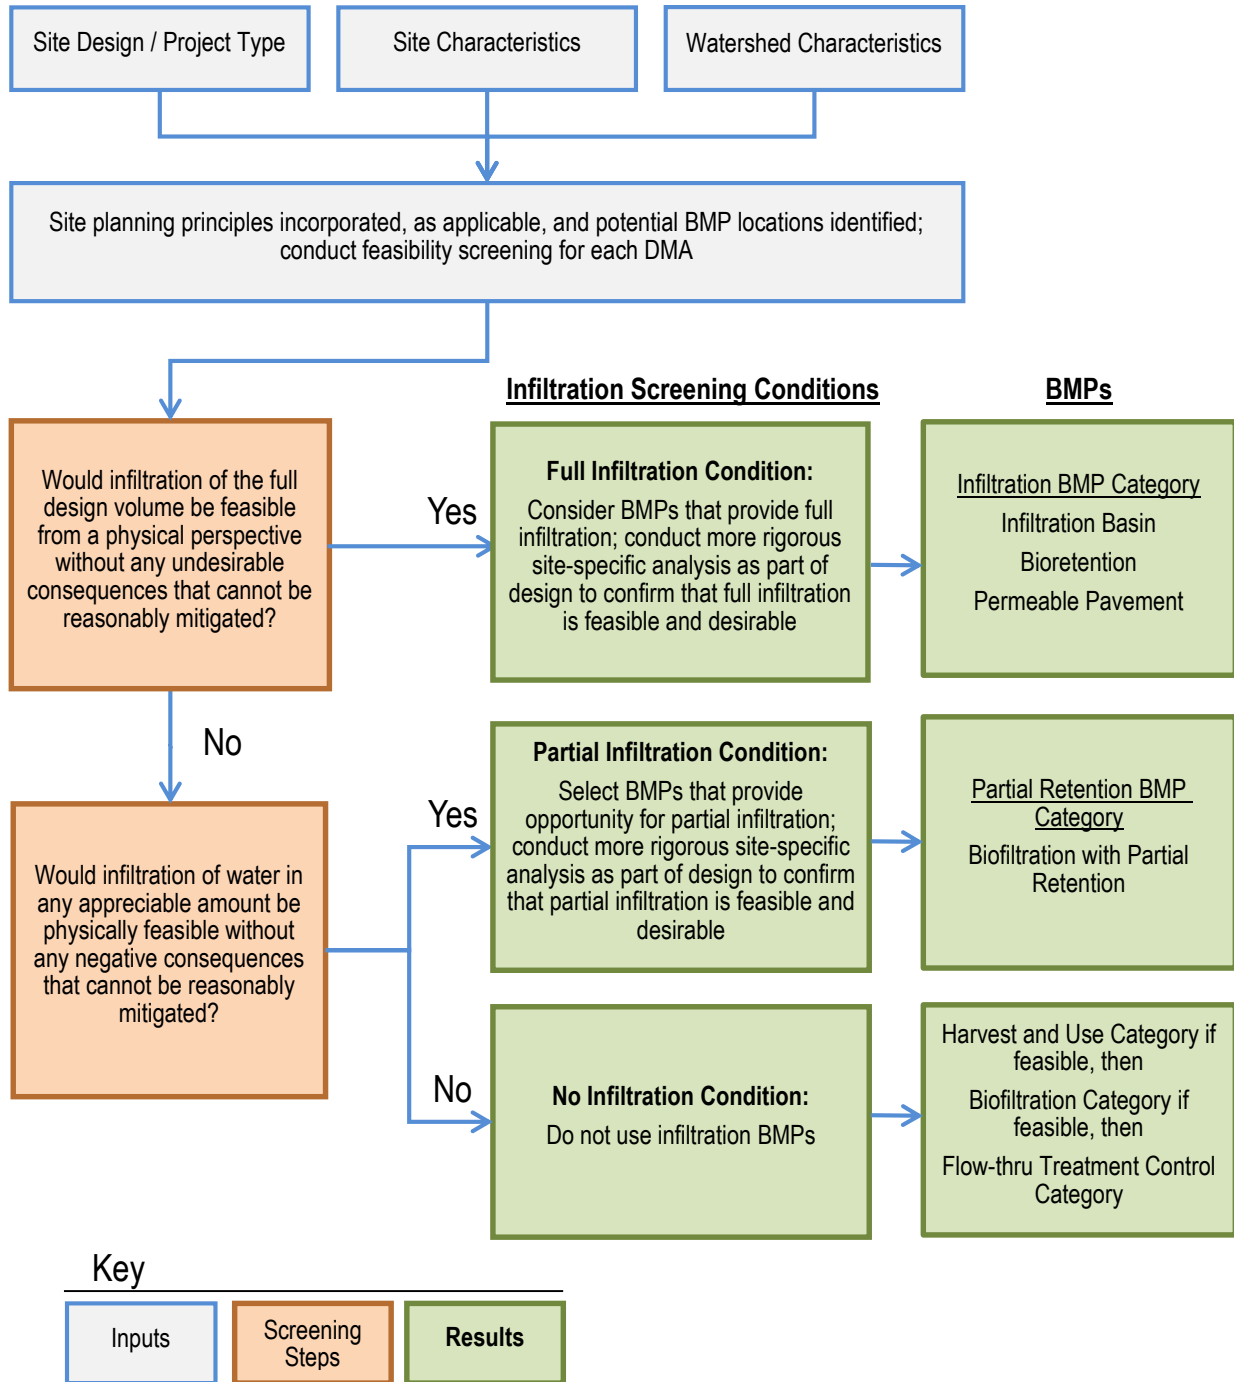 Site Design / Project Type
Site Characteristics
Watershed Characteristics
Site planning principles incorporated, as applicable, and potential BMP locations identified;
conduct feasibility screening for each DMA
Infiltration Screening Conditions
BMPs
Would infiltration of the full
design volume be feasible
from a physical perspective
without any undesirable
consequences that cannot be
reasonably mitigated?
Yes
Full Infiltration Condition:
Consider BMPs that provide full
infiltration; conduct more rigorous
site-specific analysis as part of
design to confirm that full infiltration
is feasible and desirable
Infiltration BMP Category
Infiltration Basin
Bioretention
Permeable Pavement
No
Would infiltration of water in
any appreciable amount be
physically feasible without
any negative consequences
that cannot be reasonably
mitigated?
Yes
Partial Infiltration Condition:
Select BMPs that provide
opportunity for partial infiltration;
conduct more rigorous site-specific
analysis as part of design to confirm
that partial infiltration is feasible and
desirable
Partial Retention BMP
Category
Biofiltration with Partial
Retention
No
No Infiltration Condition:
Do not use infiltration BMPs
Harvest and Use Category if
feasible, then
Biofiltration Category if
feasible, then
Flow-thru Treatment Control
Category
Key
Inputs
Screening
Steps
Results